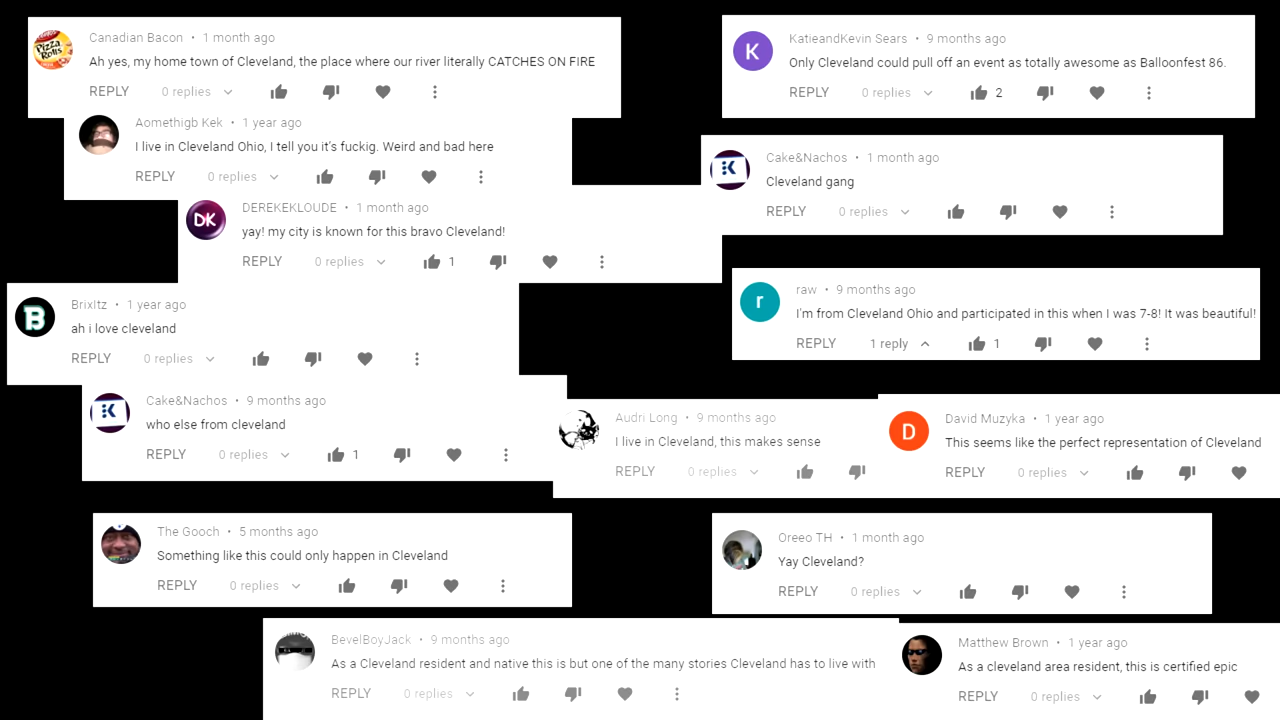 Canadian Bacon • 1 month ago
Ah yes, my home town of Cleveland, the place where our river literally CATCHES ON FIRE
REPLY 0 replies
Aomethigb Kek • 1 year ago
I live in Cleveland Ohio, I tell you it's fuckig. Weird and bad here
REPLY 0 replies
DK
DEREKEKLOUDE • 1 month ago
yay! my city is known for this bravo Cleveland!
REPLY 0 replies 1
B
BrixItz • 1 year ago
ah i love cleveland
REPLY 0 replies
Cake&Nachos • 9 months ago
who else from cleveland
REPLY 0 replies 1
The Gooch • 5 months ago
Something like this could only happen in Cleveland
REPLY 0 replies
BevelBoyJack • 9 months ago
As a Cleveland resident and native this is but one of the many stories Cleveland has to live with
REPLY 0 replies
K
KatieandKevin Sears • 9 months ago
Only Cleveland could pull off an event as totally awesome as Balloonfest 86.
REPLY 0 replies 2
Cake&Nachos • 1 month ago
Cleveland gang
REPLY 0 replies
r
raw • 9 months ago
I'm from Cleveland Ohio and participated in this when I was 7-8! It was beautiful!
REPLY 1 reply 1
Audri Long • 9 months ago
I live in Cleveland, this makes sense
REPLY 0 replies
D
David Muzyka • 1 year ago
This seems like the perfect representation of Cleveland
REPLY 0 replies
Oreeo TH • 1 month ago
Yay Cleveland?
REPLY 0 replies
Matthew Brown • 1 year ago
As a cleveland area resident, this is certified epic
REPLY 0 replies